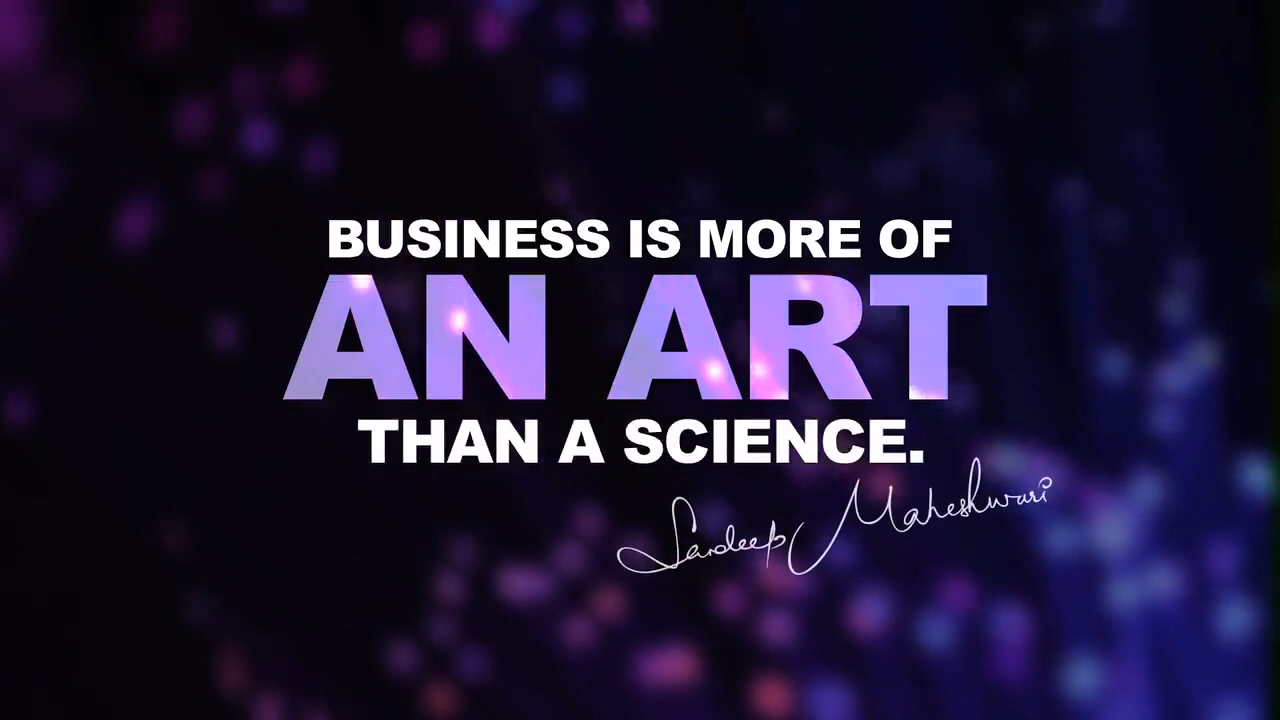 BUSINESS IS MORE OF
AN ART
THAN A SCIENCE.
Sandeep Maheshwari